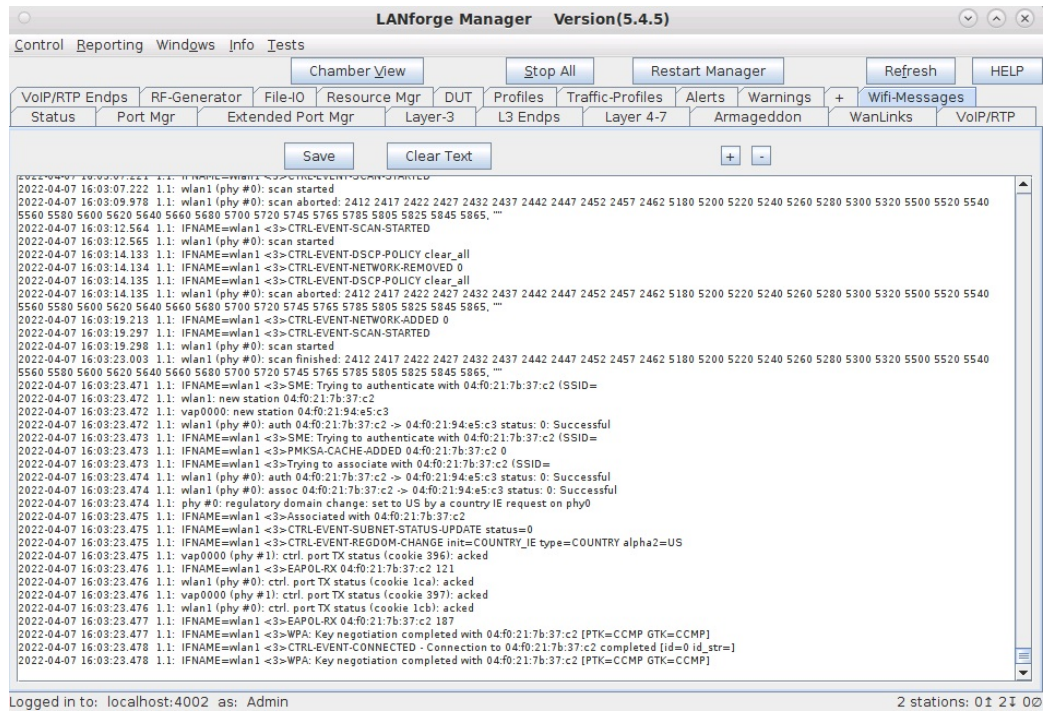 LANforge Manager Version(5.4.5)
Control Reporting Windows Info Tests
Chamber View Stop All Restart Manager Refresh HELP
VoIP/RTP Endps RF-Generator File-IO Resource Mgr DUT Profiles Traffic-Profiles Alerts Warnings + Wifi-Messages
Status Port Mgr Extended Port Mgr Layer-3 L3 Endps Layer 4-7 Armageddon WanLinks VoIP/RTP
Save Clear Text + -
2022-04-07 16:03:07.221 1.1: IFNAME=wlan1 <3>CTRL-EVENT-SCAN-STARTED
2022-04-07 16:03:07.222 1.1: wlan1 (phy #0): scan started
2022-04-07 16:03:09.978 1.1: wlan1 (phy #0): scan aborted: 2412 2417 2422 2427 2432 2437 2442 2447 2452 2457 2462 5180 5200 5220 5240 5260 5280 5300 5320 5500 5520 5540
5560 5580 5600 5620 5640 5660 5680 5700 5720 5745 5765 5785 5805 5825 5845 5865, ""
2022-04-07 16:03:12.564 1.1: IFNAME=wlan1 <3>CTRL-EVENT-SCAN-STARTED
2022-04-07 16:03:12.565 1.1: wlan1 (phy #0): scan started
2022-04-07 16:03:14.133 1.1: IFNAME=wlan1 <3>CTRL-EVENT-DSCP-POLICY clear_all
2022-04-07 16:03:14.134 1.1: IFNAME=wlan1 <3>CTRL-EVENT-NETWORK-REMOVED 0
2022-04-07 16:03:14.135 1.1: IFNAME=wlan1 <3>CTRL-EVENT-DSCP-POLICY clear_all
2022-04-07 16:03:14.135 1.1: wlan1 (phy #0): scan aborted: 2412 2417 2422 2427 2432 2437 2442 2447 2452 2457 2462 5180 5200 5220 5240 5260 5280 5300 5320 5500 5520 5540
5560 5580 5600 5620 5640 5660 5680 5700 5720 5745 5765 5785 5805 5825 5845 5865, ""
2022-04-07 16:03:19.213 1.1: IFNAME=wlan1 <3>CTRL-EVENT-NETWORK-ADDED 0
2022-04-07 16:03:19.297 1.1: IFNAME=wlan1 <3>CTRL-EVENT-SCAN-STARTED
2022-04-07 16:03:19.298 1.1: wlan1 (phy #0): scan started
2022-04-07 16:03:23.003 1.1: wlan1 (phy #0): scan finished: 2412 2417 2422 2427 2432 2437 2442 2447 2452 2457 2462 5180 5200 5220 5240 5260 5280 5300 5320 5500 5520 5540
5560 5580 5600 5620 5640 5660 5680 5700 5720 5745 5765 5785 5805 5825 5845 5865, ""
2022-04-07 16:03:23.471 1.1: IFNAME=wlan1 <3>SME: Trying to authenticate with 04:f0:21:7b:37:c2 (SSID=
2022-04-07 16:03:23.472 1.1: wlan1: new station 04:f0:21:7b:37:c2
2022-04-07 16:03:23.472 1.1: vap0000: new station 04:f0:21:94:e5:c3
2022-04-07 16:03:23.472 1.1: wlan1 (phy #0): auth 04:f0:21:7b:37:c2 -> 04:f0:21:94:e5:c3 status: 0: Successful
2022-04-07 16:03:23.473 1.1: IFNAME=wlan1 <3>SME: Trying to authenticate with 04:f0:21:7b:37:c2 (SSID=
2022-04-07 16:03:23.473 1.1: IFNAME=wlan1 <3>PMKSA-CACHE-ADDED 04:f0:21:7b:37:c2 0
2022-04-07 16:03:23.473 1.1: IFNAME=wlan1 <3>Trying to associate with 04:f0:21:7b:37:c2 (SSID=
2022-04-07 16:03:23.474 1.1: wlan1 (phy #0): auth 04:f0:21:7b:37:c2 -> 04:f0:21:94:e5:c3 status: 0: Successful
2022-04-07 16:03:23.474 1.1: wlan1 (phy #0): assoc 04:f0:21:7b:37:c2 -> 04:f0:21:94:e5:c3 status: 0: Successful
2022-04-07 16:03:23.474 1.1: phy #0: regulatory domain change: set to US by a country IE request on phy0
2022-04-07 16:03:23.475 1.1: IFNAME=wlan1 <3>Associated with 04:f0:21:7b:37:c2
2022-04-07 16:03:23.475 1.1: IFNAME=wlan1 <3>CTRL-EVENT-SUBNET-STATUS-UPDATE status=0
2022-04-07 16:03:23.475 1.1: IFNAME=wlan1 <3>CTRL-EVENT-REGDOM-CHANGE init=COUNTRY_IE type=COUNTRY alpha2=US
2022-04-07 16:03:23.475 1.1: vap0000 (phy #1): ctrl. port TX status (cookie 396): acked
2022-04-07 16:03:23.476 1.1: IFNAME=wlan1 <3>EAPOL-RX 04:f0:21:7b:37:c2 121
2022-04-07 16:03:23.476 1.1: wlan1 (phy #0): ctrl. port TX status (cookie 1ca): acked
2022-04-07 16:03:23.476 1.1: vap0000 (phy #1): ctrl. port TX status (cookie 397): acked
2022-04-07 16:03:23.476 1.1: wlan1 (phy #0): ctrl. port TX status (cookie 1cb): acked
2022-04-07 16:03:23.477 1.1: IFNAME=wlan1 <3>EAPOL-RX 04:f0:21:7b:37:c2 187
2022-04-07 16:03:23.477 1.1: IFNAME=wlan1 <3>WPA: Key negotiation completed with 04:f0:21:7b:37:c2 [PTK=CCMP GTK=CCMP]
2022-04-07 16:03:23.478 1.1: IFNAME=wlan1 <3>CTRL-EVENT-CONNECTED - Connection to 04:f0:21:7b:37:c2 completed [id=0 id_str=]
2022-04-07 16:03:23.478 1.1: IFNAME=wlan1 <3>WPA: Key negotiation completed with 04:f0:21:7b:37:c2 [PTK=CCMP GTK=CCMP]
Logged in to: localhost:4002 as: Admin 2 stations: 0↥ 2↧ 0∅